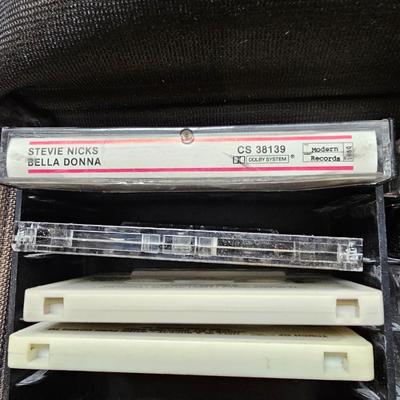 STEVIE NICKS
BELLA DONNA
CS 38139
DOLBY SYSTEM ®
Modern
Records